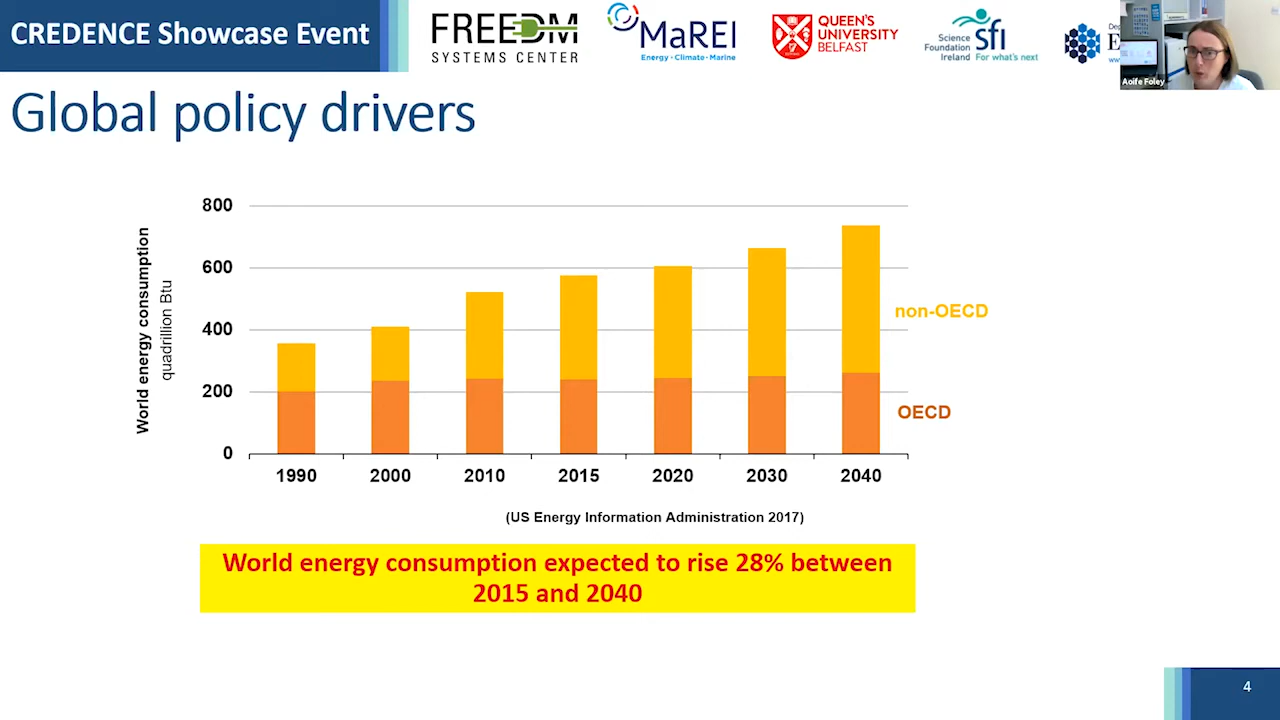 CREDENCE Showcase Event
FREEDM
SYSTEMS CENTER
MaREI
Energy · Climate · Marine
QUEEN'S
UNIVERSITY
BELFAST
Science
Foundation
Ireland
sfi
For what's next
Aoife Foley
Global policy drivers
World energy consumption
quadrillion Btu
800
600
400
200
0
non-OECD
OECD
1990 2000 2010 2015 2020 2030 2040
(US Energy Information Administration 2017)
World energy consumption expected to rise 28% between
2015 and 2040
4